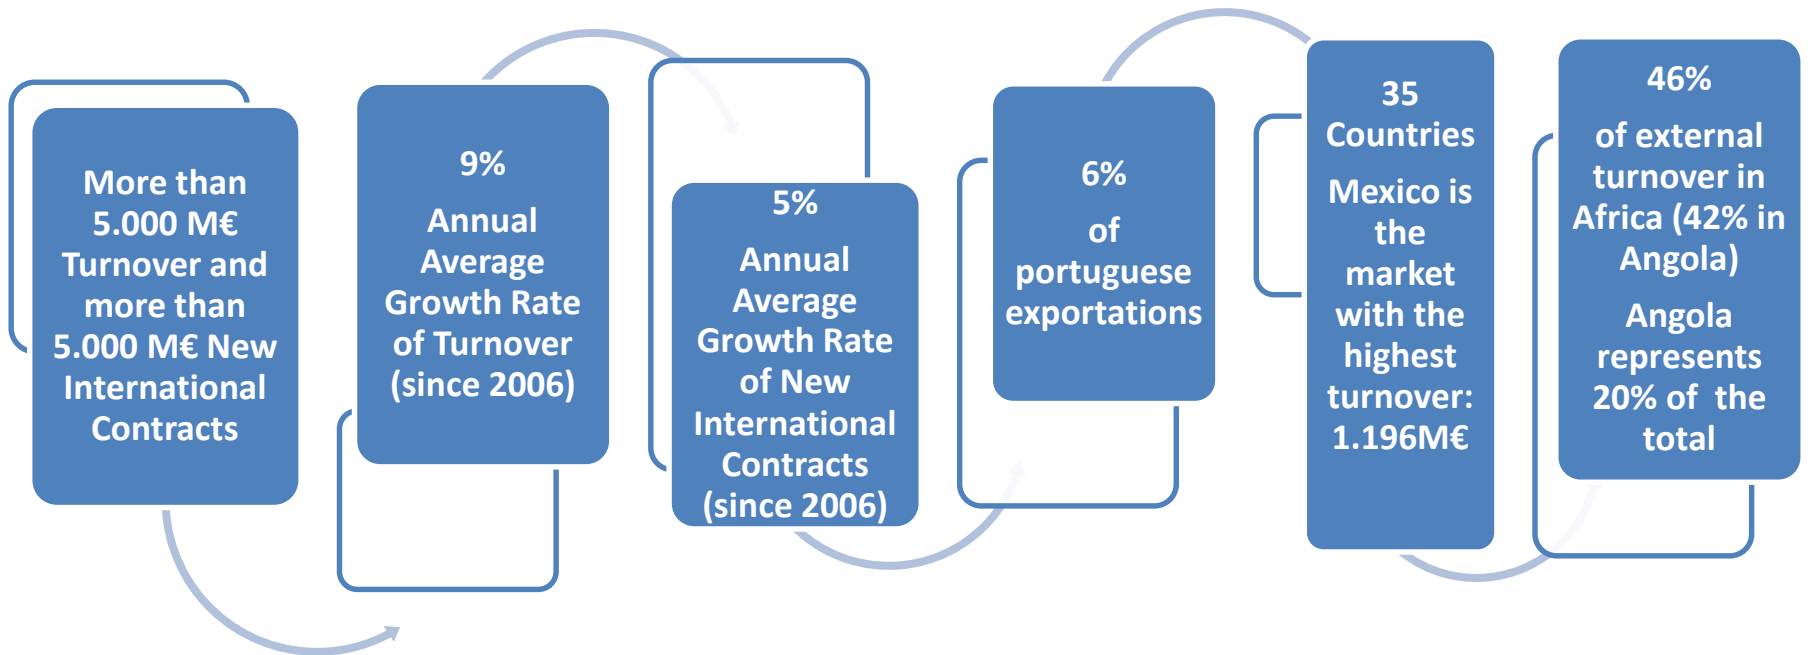 More than
5.000 M€
Turnover and
more than
5.000 M€ New
International
Contracts
9%
Annual
Average
Growth Rate
of Turnover
(since 2006)
5%
Annual
Average
Growth Rate
of New
International
Contracts
(since 2006)
6%
of
portuguese
exportations
35
Countries
Mexico is
the
market
with the
highest
turnover:
1.196M€
46%
of external
turnover in
Africa (42% in
Angola)
Angola
represents
20% of the
total